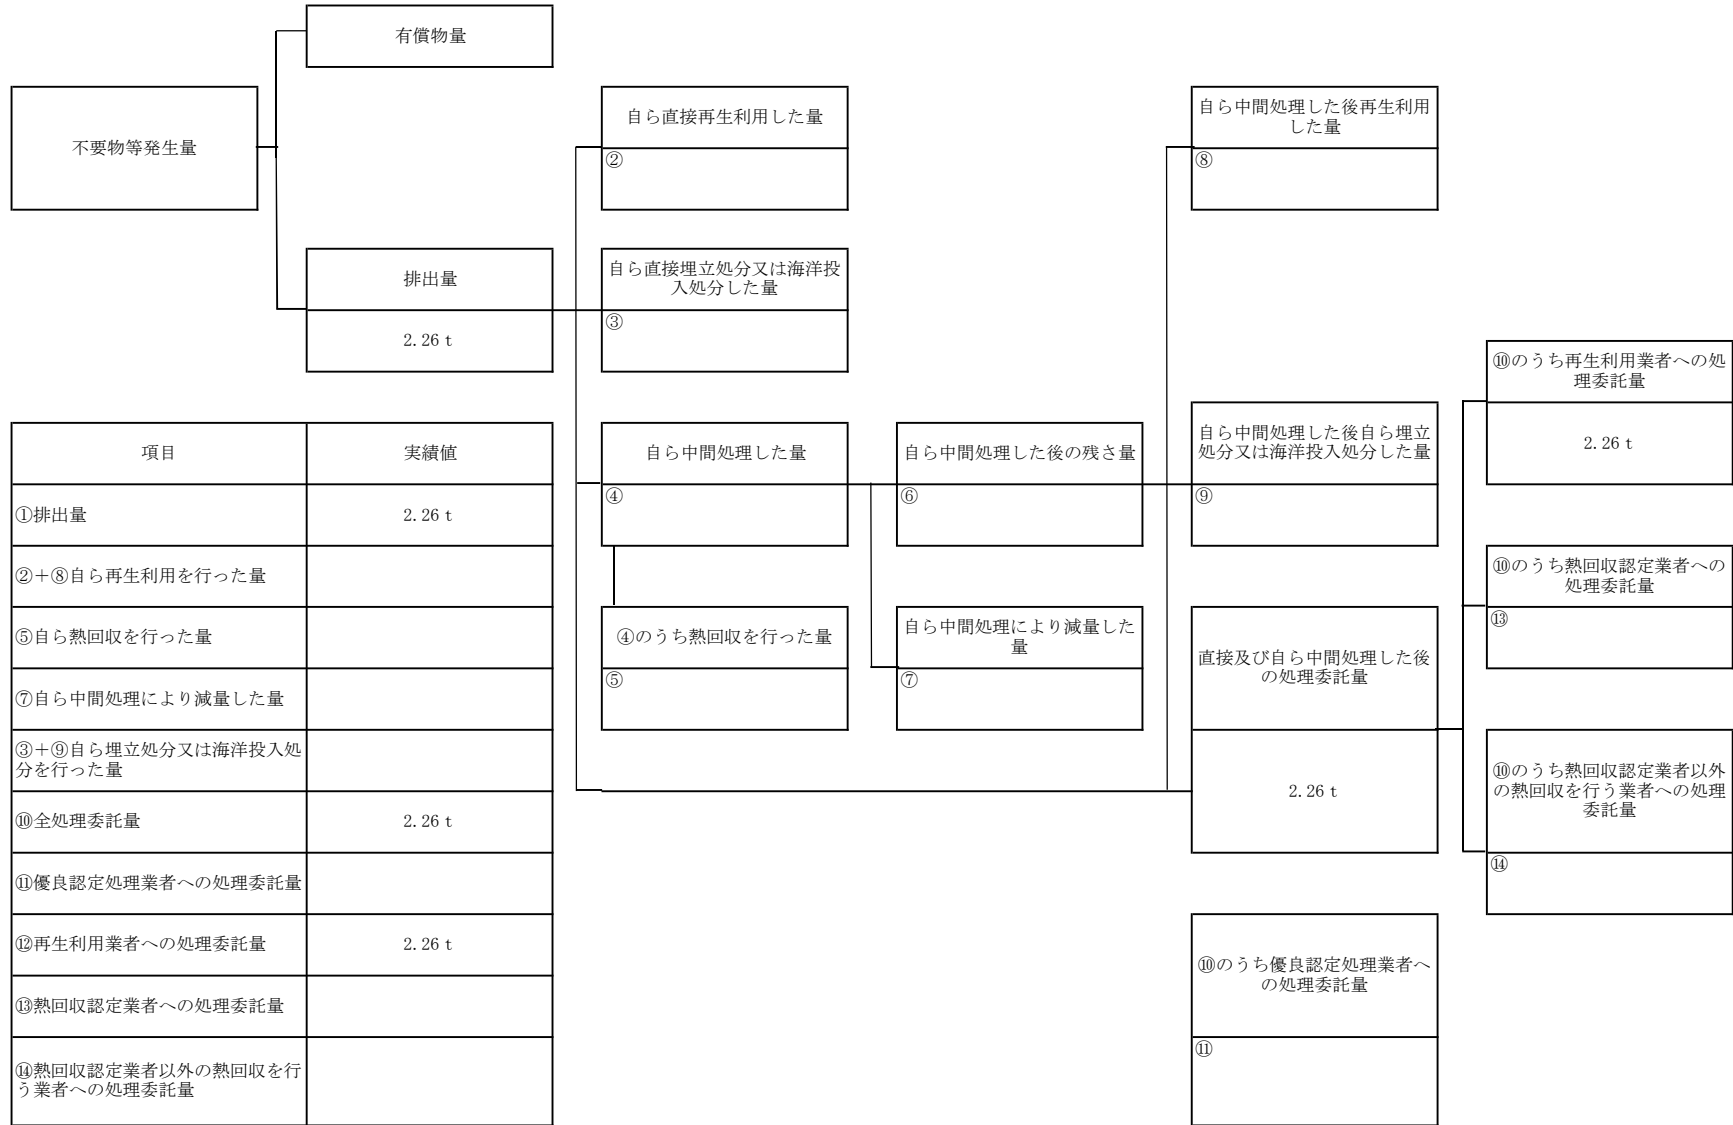 有償物量
不要物等発生量
自ら直接再生利用した量
②
自ら中間処理した後再生利用
した量
⑧
排出量
2.26 t
自ら直接埋立処分又は海洋投
入処分した量
③
⑩のうち再生利用業者への処
理委託量
2.26 t
項目
実績値
①排出量
2.26 t
②＋⑧自ら再生利用を行った量
⑤自ら熱回収を行った量
⑦自ら中間処理により減量した量
③＋⑨自ら埋立処分又は海洋投入処
分を行った量
⑩全処理委託量
2.26 t
⑪優良認定処理業者への処理委託量
⑫再生利用業者への処理委託量
2.26 t
⑬熱回収認定業者への処理委託量
⑭熱回収認定業者以外の熱回収を行
う業者への処理委託量
自ら中間処理した量
④
自ら中間処理した後の残さ量
⑥
自ら中間処理した後自ら埋立
処分又は海洋投入処分した量
⑨
④のうち熱回収を行った量
⑤
自ら中間処理により減量した
量
⑦
直接及び自ら中間処理した後
の処理委託量
2.26 t
⑩のうち熱回収認定業者への
処理委託量
⑬
⑩のうち熱回収認定業者以外
の熱回収を行う業者への処理
委託量
⑭
⑩のうち優良認定処理業者へ
の処理委託量
⑪